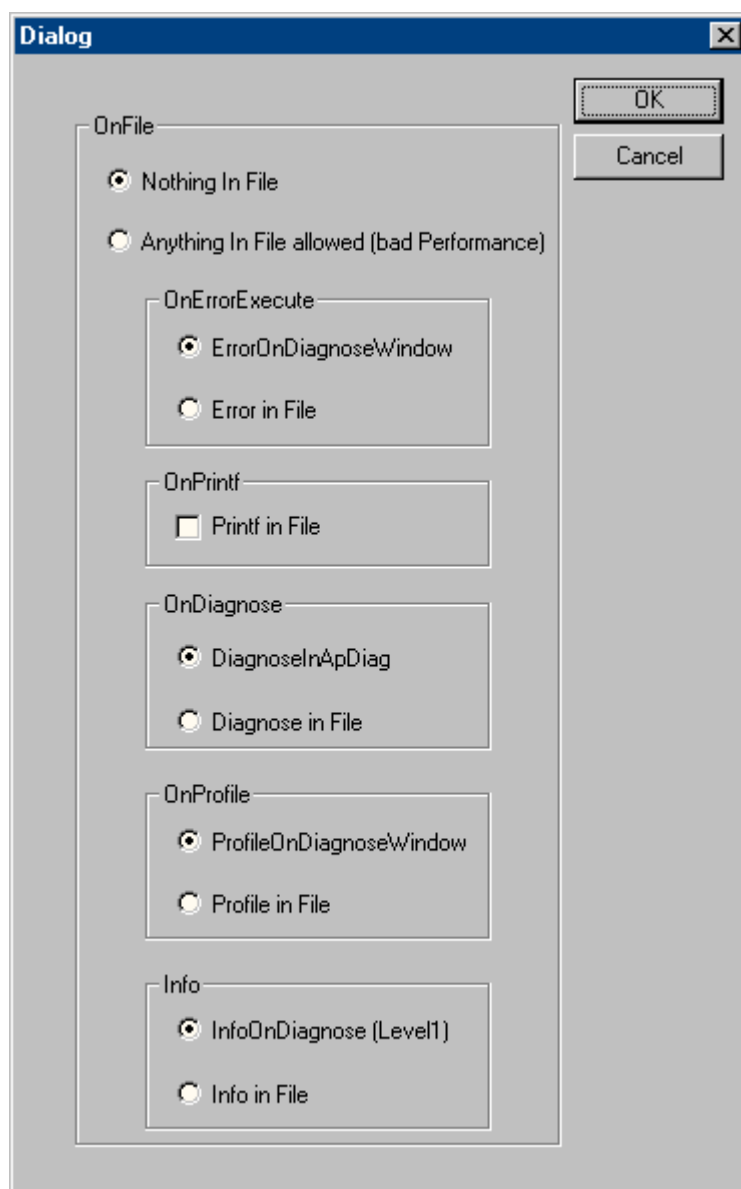 Dialog
OK
Cancel
OnFile
Nothing In File
Anything In File allowed (bad Performance)
OnErrorExecute
ErrorOnDiagnoseWindow
Error in File
OnPrintf
Printf in File
OnDiagnose
DiagnoseInApDiag
Diagnose in File
OnProfile
ProfileOnDiagnoseWindow
Profile in File
Info
InfoOnDiagnose (Level1)
Info in File